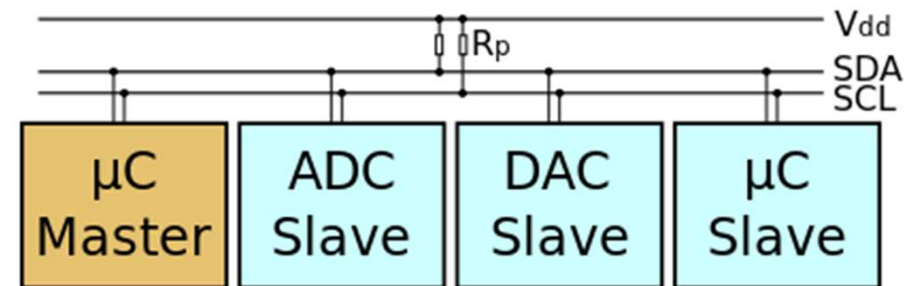 Vdd
Rp
SDA
SCL
µC
Master
ADC
Slave
DAC
Slave
µC
Slave